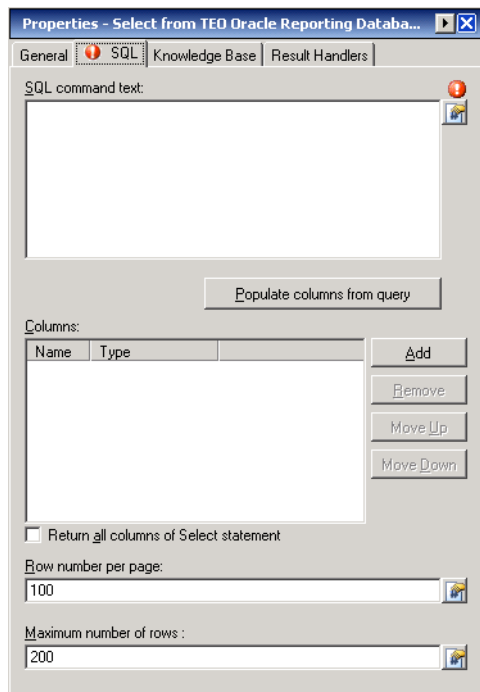 Properties - Select from TEO Oracle Reporting Databa...
General SQL Knowledge Base Result Handlers
SQL command text:
Populate columns from query
Columns:
Name Type
Add
Remove
Move Up
Move Down
Return all columns of Select statement
Row number per page:
100
Maximum number of rows :
200